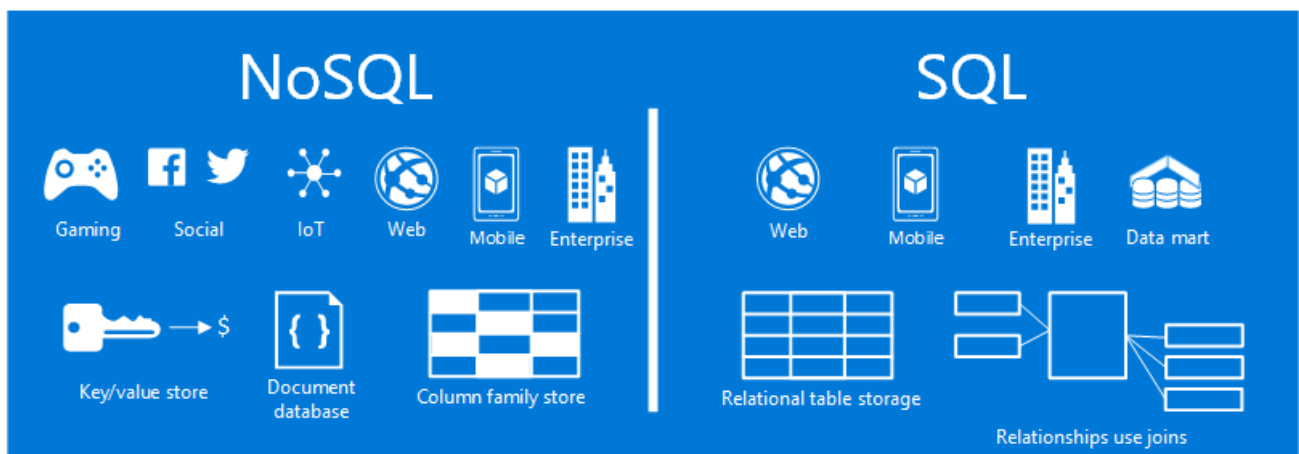 NoSQL
SQL
Gaming
Social
IoT
Web
Mobile
Enterprise
Web
Mobile
Enterprise
Data mart
$
{ }
Key/value store
Document
database
Column family store
Relational table storage
Relationships use joins